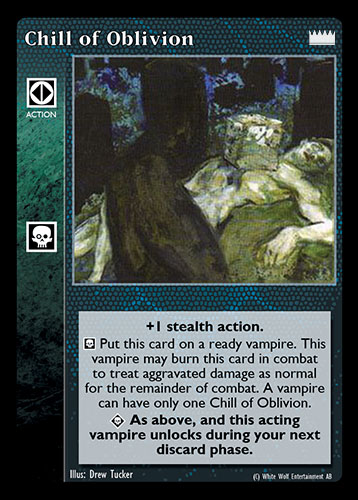 Chill of Oblivion
ACTION
+1 stealth action.
Put this card on a ready vampire. This
vampire may burn this card in combat
to treat aggravated damage as normal
for the remainder of combat. A vampire
can have only one Chill of Oblivion.
As above, and this acting
vampire unlocks during your next
discard phase.
Illus: Drew Tucker
(C) White Wolf Entertainment AB